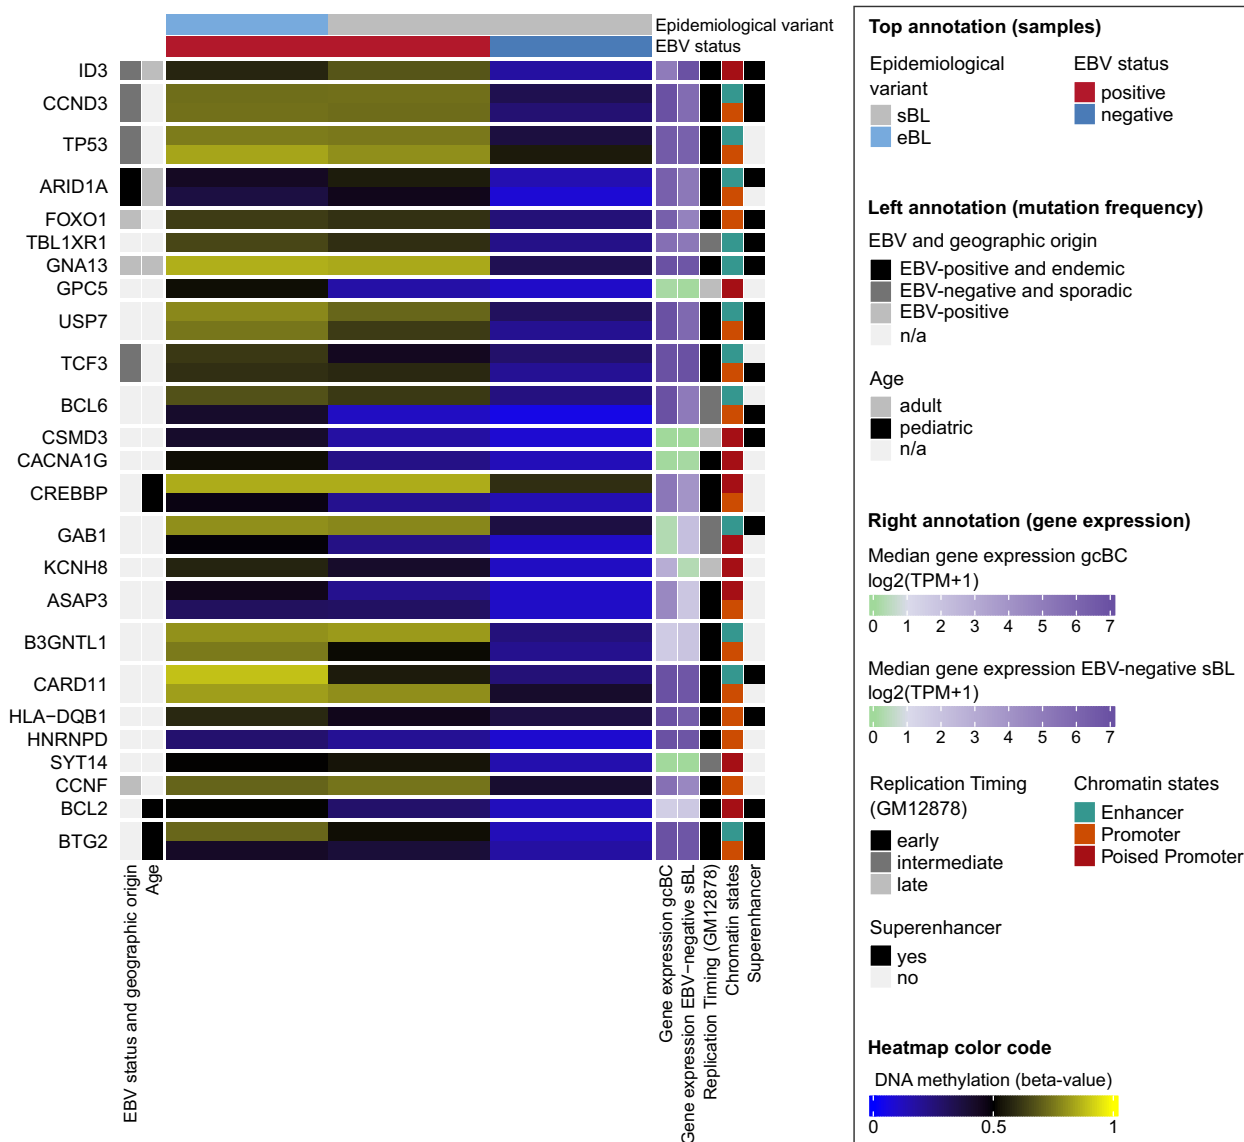 Epidemiological variant
EBV status
ID3
CCND3
TP53
ARID1A
FOXO1
TBL1XR1
GNA13
GPC5
USP7
TCF3
BCL6
CSMD3
CACNA1G
CREBBP
GAB1
KCNH8
ASAP3
B3GNTL1
CARD11
HLA−DQB1
HNRNPD
SYT14
CCNF
BCL2
BTG2
EBV status and geographic origin
Age
Gene expression gcBC
Gene expression EBV−negative sBL
Replication Timing (GM12878)
Chromatin states
Superenhancer
Top annotation (samples)
Epidemiological
variant
sBL
eBL
EBV status
positive
negative
Left annotation (mutation frequency)
EBV and geographic origin
EBV-positive and endemic
EBV-negative and sporadic
EBV-positive
n/a
Age
adult
pediatric
n/a
Right annotation (gene expression)
Median gene expression gcBC
log2(TPM+1)
0 1 2 3 4 5 6 7
Median gene expression EBV-negative sBL
log2(TPM+1)
0 1 2 3 4 5 6 7
Replication Timing
(GM12878)
early
intermediate
late
Chromatin states
Enhancer
Promoter
Poised Promoter
Superenhancer
yes
no
Heatmap color code
DNA methylation (beta-value)
0 0.5 1